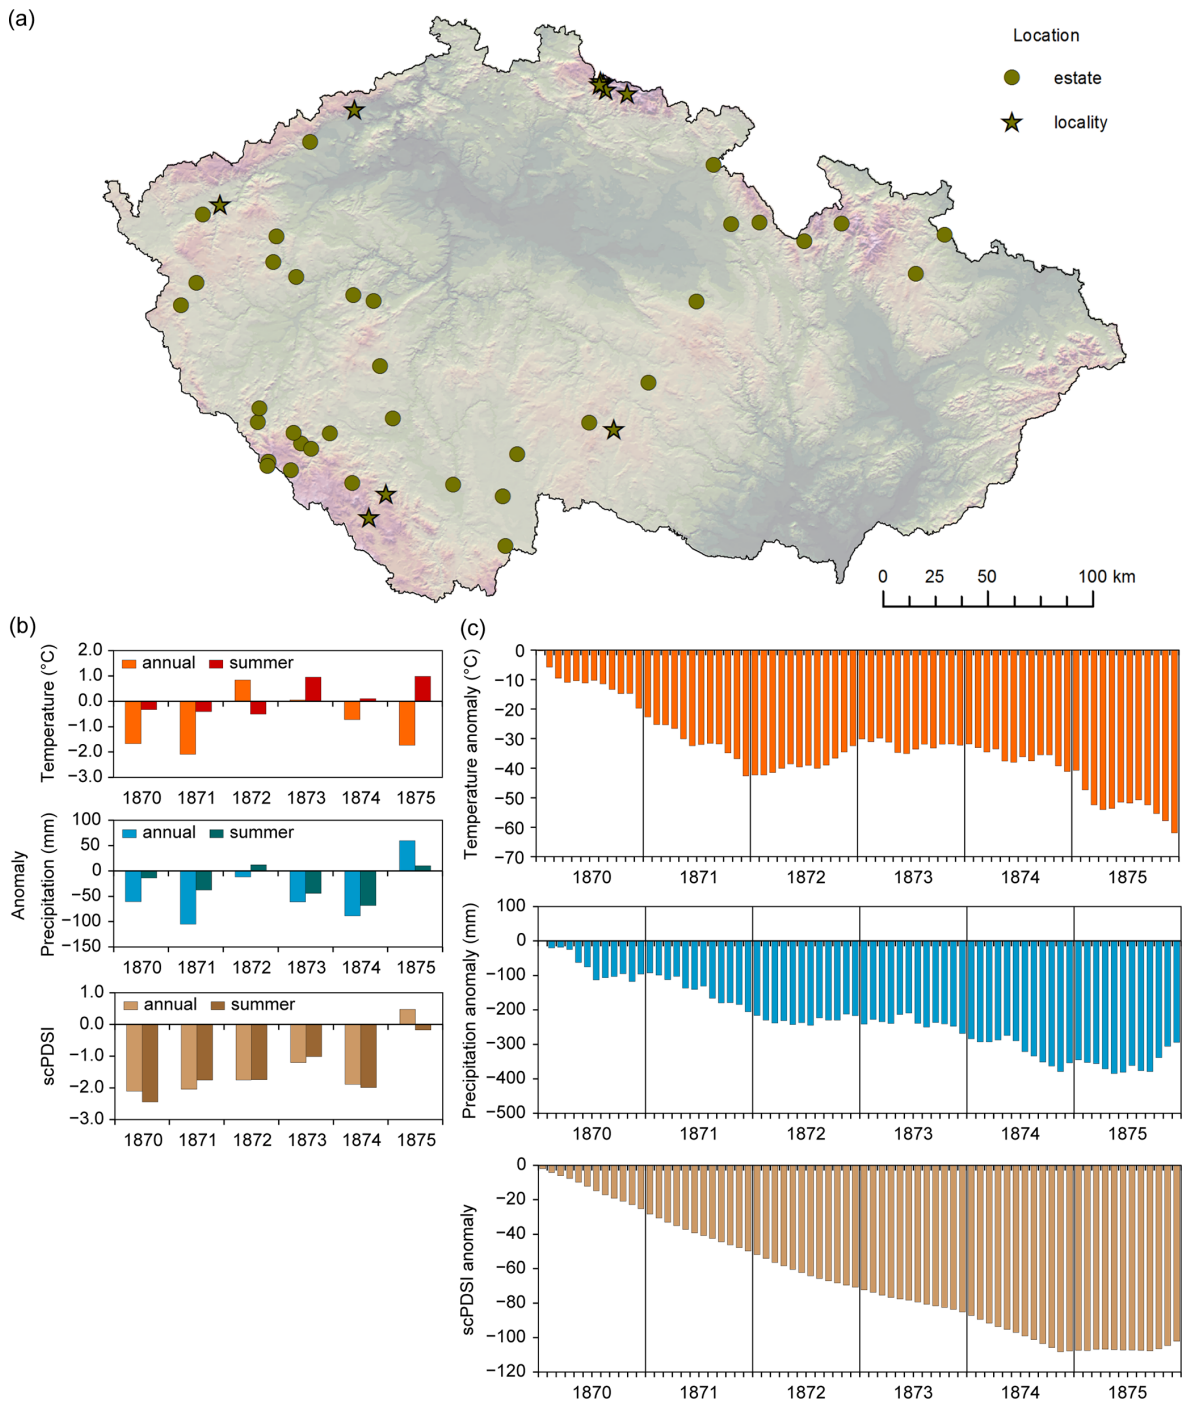 (a)
Location
estate
locality
0 25 50 100 km
(b)
Anomaly
Temperature (°C)
2.0
1.0
0.0
−1.0
−2.0
−3.0
annual summer
1870 1871 1872 1873 1874 1875
Precipitation (mm)
100
50
0
−50
−100
−150
annual summer
1870 1871 1872 1873 1874 1875
scPDSI
1.0
0.0
−1.0
−2.0
−3.0
annual summer
1870 1871 1872 1873 1874 1875
(c)
Temperature anomaly (°C)
0
−10
−20
−30
−40
−50
−60
−70
1870 1871 1872 1873 1874 1875
Precipitation anomaly (mm)
100
0
−100
−200
−300
−400
−500
1870 1871 1872 1873 1874 1875
scPDSI anomaly
0
−20
−40
−60
−80
−100
−120
1870 1871 1872 1873 1874 1875